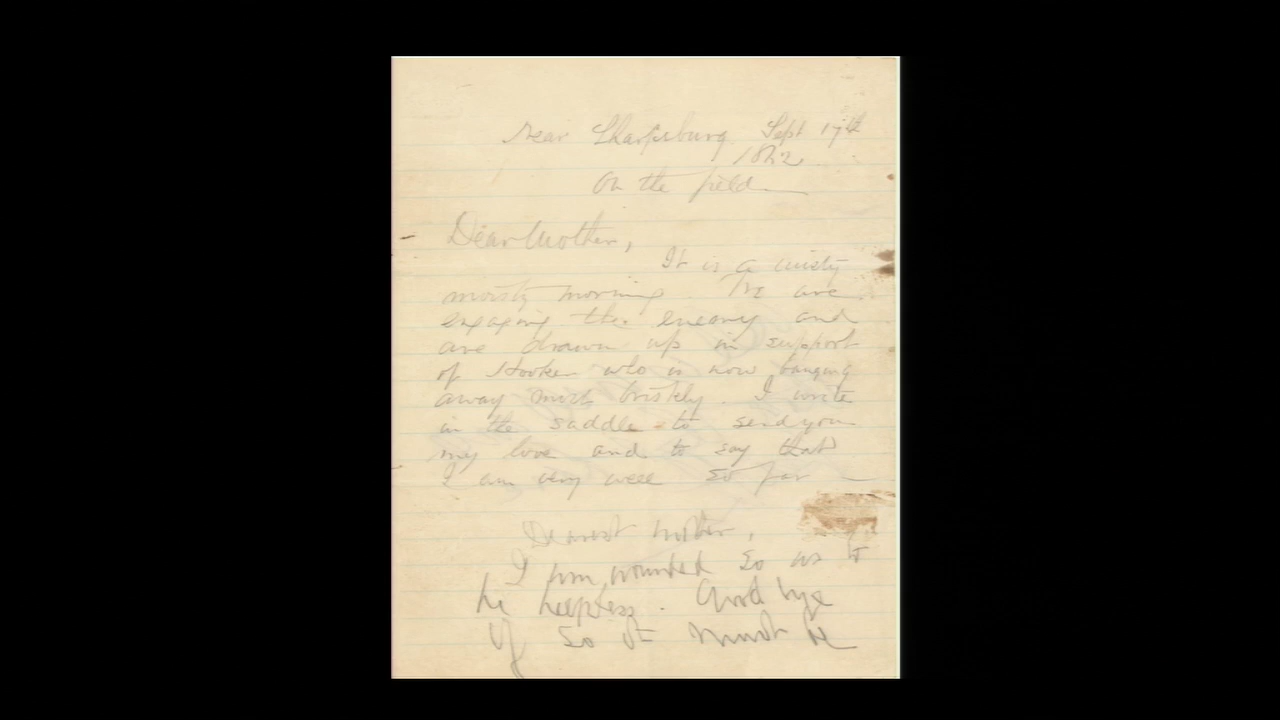 Near Sharpsburg. Sept 17th
1862
On the field
Dear Mother,
It is a misty
moisty morning. We are
engaging the enemy and
are drawn up in support
of Hooker who is now banging
away most briskly. I write
in the saddle to send you
my love and to say that
I am very well so far
Dearest mother,
I am wounded so as to
be helpless. Good bye
if so it must be